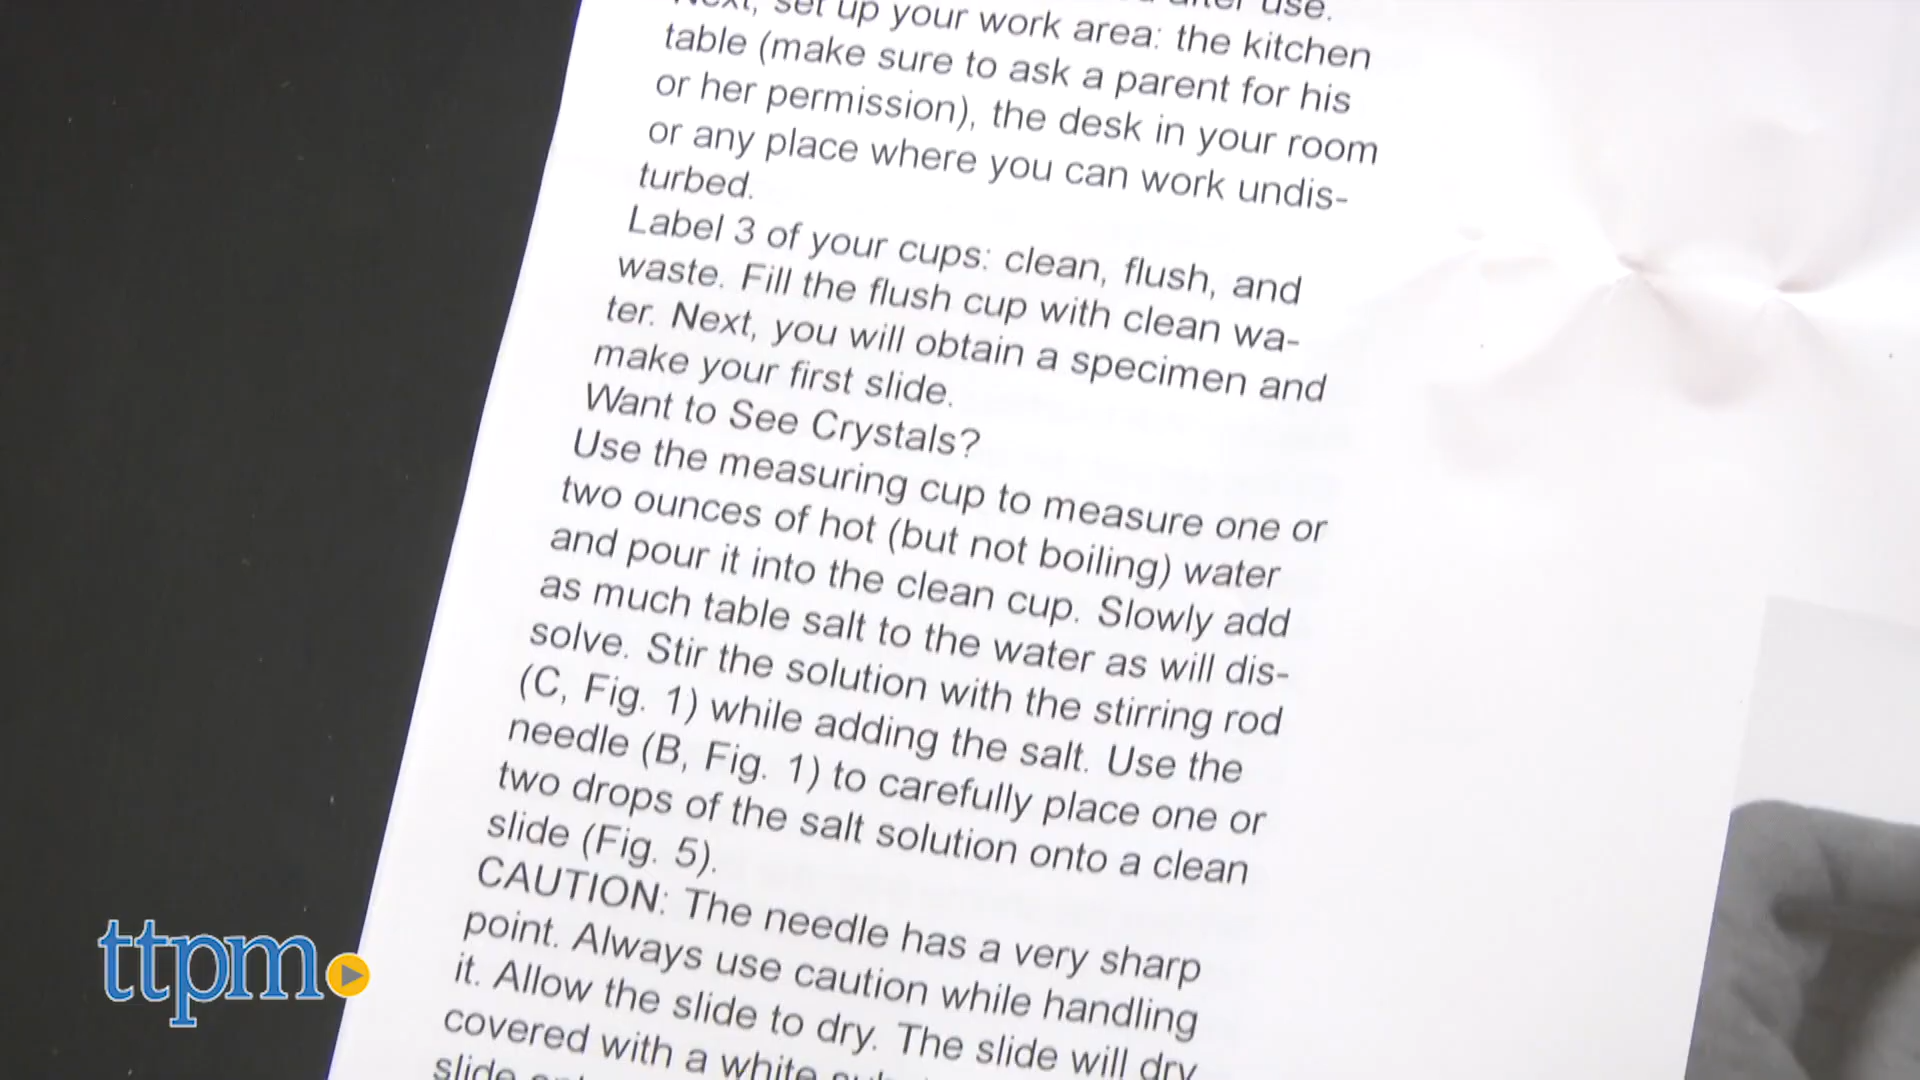 after use.
Next, set up your work area: the kitchen
table (make sure to ask a parent for his
or her permission), the desk in your room
or any place where you can work undis-
turbed.
Label 3 of your cups: clean, flush, and
waste. Fill the flush cup with clean wa-
ter. Next, you will obtain a specimen and
make your first slide.
Want to See Crystals?
Use the measuring cup to measure one or
two ounces of hot (but not boiling) water
and pour it into the clean cup. Slowly add
as much table salt to the water as will dis-
solve. Stir the solution with the stirring rod
(C, Fig. 1) while adding the salt. Use the
needle (B, Fig. 1) to carefully place one or
two drops of the salt solution onto a clean
slide (Fig. 5).
CAUTION: The needle has a very sharp
point. Always use caution while handling
it. Allow the slide to dry. The slide will dry
covered with a white
slide
ttpm